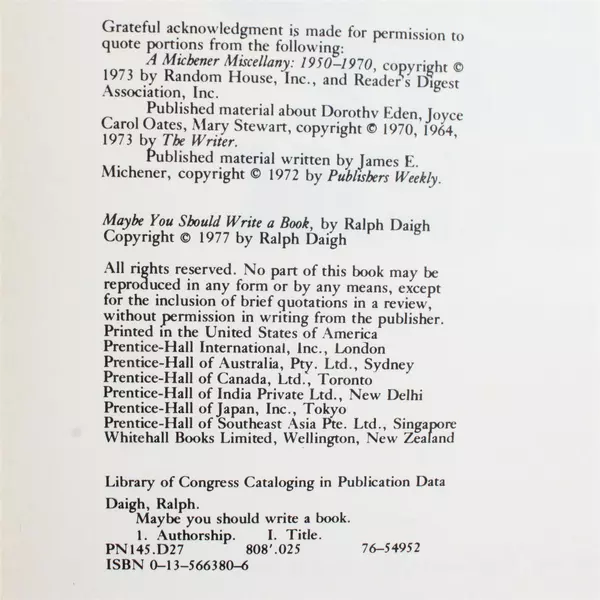 Grateful acknowledgment is made for permission to
quote portions from the following:
A Michener Miscellany: 1950–1970, copyright ©
1973 by Random House, Inc., and Reader's Digest
Association, Inc.
Published material about Dorothy Eden, Joyce
Carol Oates, Mary Stewart, copyright © 1970, 1964,
1973 by The Writer.
Published material written by James E.
Michener, copyright © 1972 by Publishers Weekly.
Maybe You Should Write a Book, by Ralph Daigh
Copyright © 1977 by Ralph Daigh
All rights reserved. No part of this book may be
reproduced in any form or by any means, except
for the inclusion of brief quotations in a review,
without permission in writing from the publisher.
Printed in the United States of America
Prentice-Hall International, Inc., London
Prentice-Hall of Australia, Pty. Ltd., Sydney
Prentice-Hall of Canada, Ltd., Toronto
Prentice-Hall of India Private Ltd., New Delhi
Prentice-Hall of Japan, Inc., Tokyo
Prentice-Hall of Southeast Asia Pte. Ltd., Singapore
Whitehall Books Limited, Wellington, New Zealand
Library of Congress Cataloging in Publication Data
Daigh, Ralph.
Maybe you should write a book.
1. Authorship. I. Title.
PN145.D27 808'.025 76-54952
ISBN 0-13-566380-6